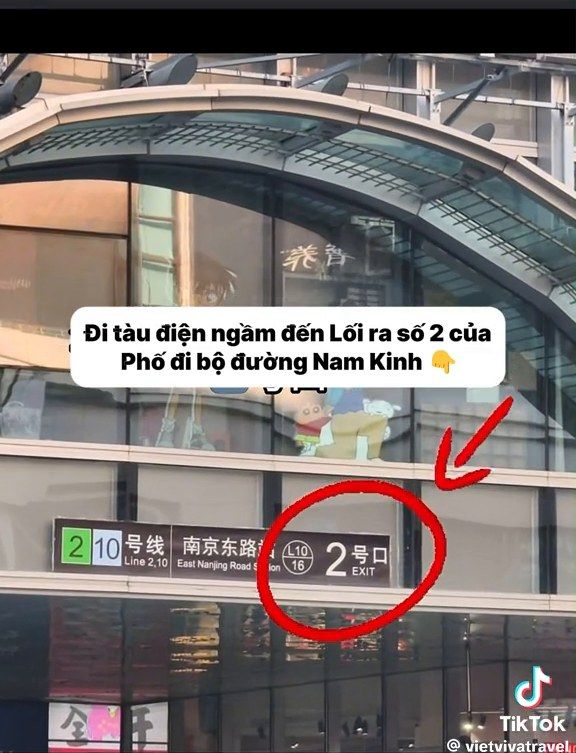 Đi tàu điện ngầm đến Lối ra số 2 của
Phố đi bộ đường Nam Kinh 👇
2 10 号线
Line 2,10
南京东路站
East Nanjing Road Station
L10
16
2号口
EXIT
TikTok
@ vietvivatravel